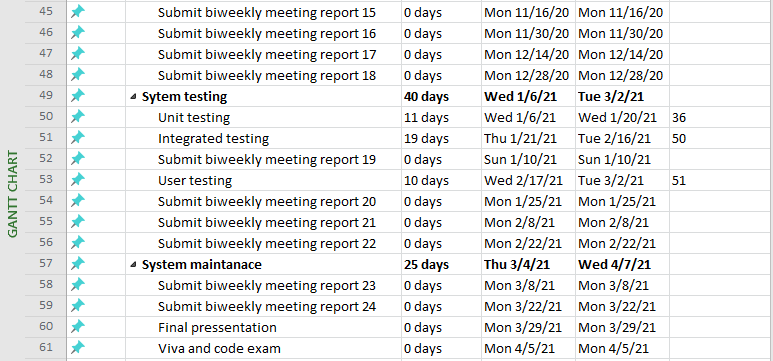 GANTT CHART
45 Submit biweekly meeting report 15 0 days Mon 11/16/20 Mon 11/16/20
46 Submit biweekly meeting report 16 0 days Mon 11/30/20 Mon 11/30/20
47 Submit biweekly meeting report 17 0 days Mon 12/14/20 Mon 12/14/20
48 Submit biweekly meeting report 18 0 days Mon 12/28/20 Mon 12/28/20
49 Sytem testing 40 days Wed 1/6/21 Tue 3/2/21
50 Unit testing 11 days Wed 1/6/21 Wed 1/20/21 36
51 Integrated testing 19 days Thu 1/21/21 Tue 2/16/21 50
52 Submit biweekly meeting report 19 0 days Sun 1/10/21 Sun 1/10/21
53 User testing 10 days Wed 2/17/21 Tue 3/2/21 51
54 Submit biweekly meeting report 20 0 days Mon 1/25/21 Mon 1/25/21
55 Submit biweekly meeting report 21 0 days Mon 2/8/21 Mon 2/8/21
56 Submit biweekly meeting report 22 0 days Mon 2/22/21 Mon 2/22/21
57 System maintanace 25 days Thu 3/4/21 Wed 4/7/21
58 Submit biweekly meeting report 23 0 days Mon 3/8/21 Mon 3/8/21
59 Submit biweekly meeting report 24 0 days Mon 3/22/21 Mon 3/22/21
60 Final pressentation 0 days Mon 3/29/21 Mon 3/29/21
61 Viva and code exam 0 days Mon 4/5/21 Mon 4/5/21